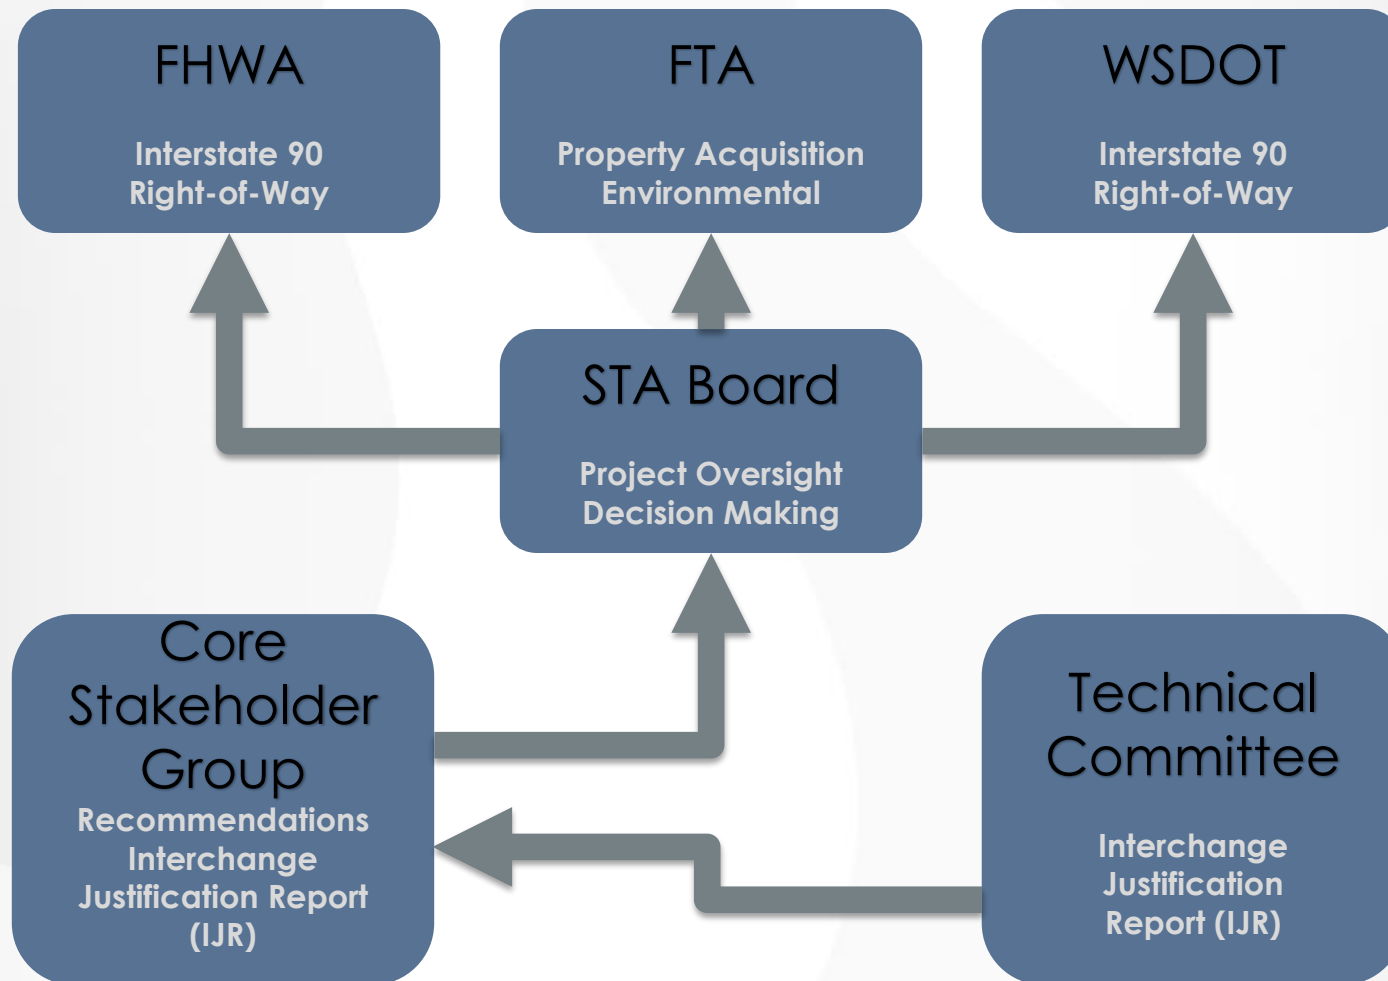 FHWA
Interstate 90
Right-of-Way
FTA
Property Acquisition
Environmental
WSDOT
Interstate 90
Right-of-Way
STA Board
Project Oversight
Decision Making
Core
Stakeholder
Group
Recommendations
Interchange
Justification Report
(IJR)
Technical
Committee
Interchange
Justification
Report (IJR)